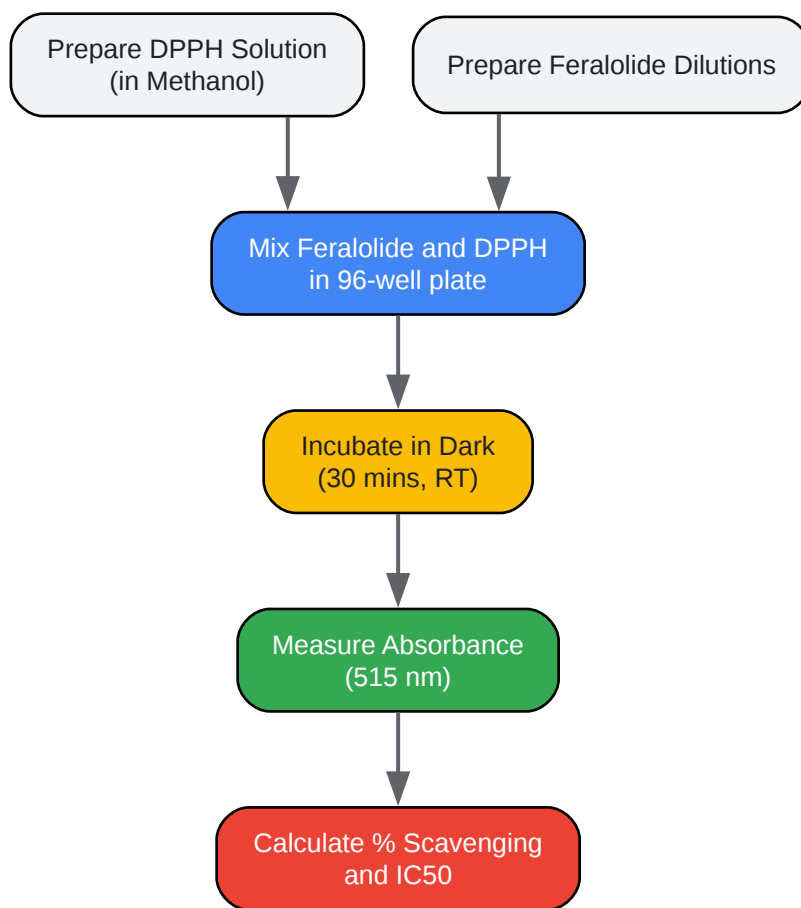 Prepare DPPH Solution
(in Methanol)
Prepare Feralolide Dilutions
Mix Feralolide and DPPH
in 96-well plate
Incubate in Dark
(30 mins, RT)
Measure Absorbance
(515 nm)
Calculate % Scavenging
and IC50